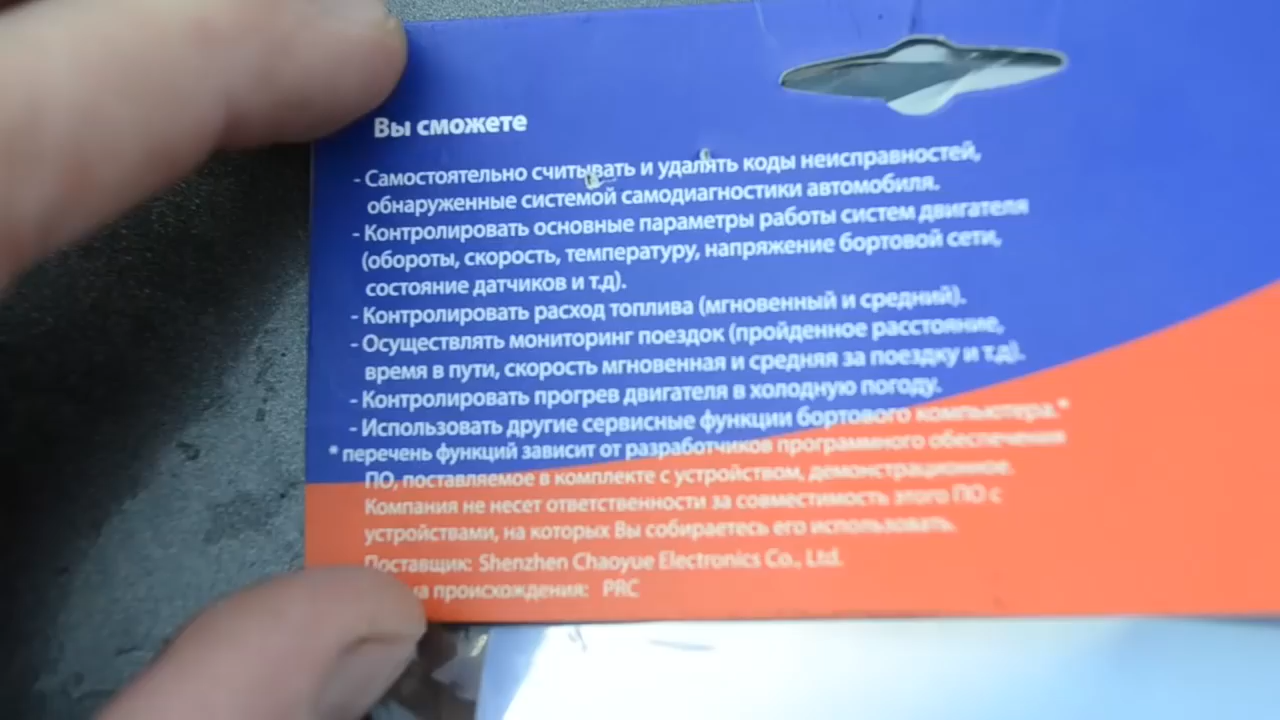 Вы сможете
- Самостоятельно считывать и удалять коды неисправностей,
обнаруженные системой самодиагностики автомобиля.
- Контролировать основные параметры работы систем двигателя
(обороты, скорость, температуру, напряжение бортовой сети,
состояние датчиков и т.д).
- Контролировать расход топлива (мгновенный и средний).
- Осуществлять мониторинг поездок (пройденное расстояние,
время в пути, скорость мгновенная и средняя за поездку и т.д).
- Контролировать прогрев двигателя в холодную погоду.
- Использовать другие сервисные функции бортового компьютера.*
* перечень функций зависит от разработчиков программного обеспечения
ПО, поставляемое в комплекте с устройством, демонстрационное.
Компания не несет ответственности за совместимость этого ПО с
устройствами, на которых Вы собираетесь его использовать.
Поставщик: Shenzhen Chaoyue Electronics Co., Ltd.
происхождения: PRC